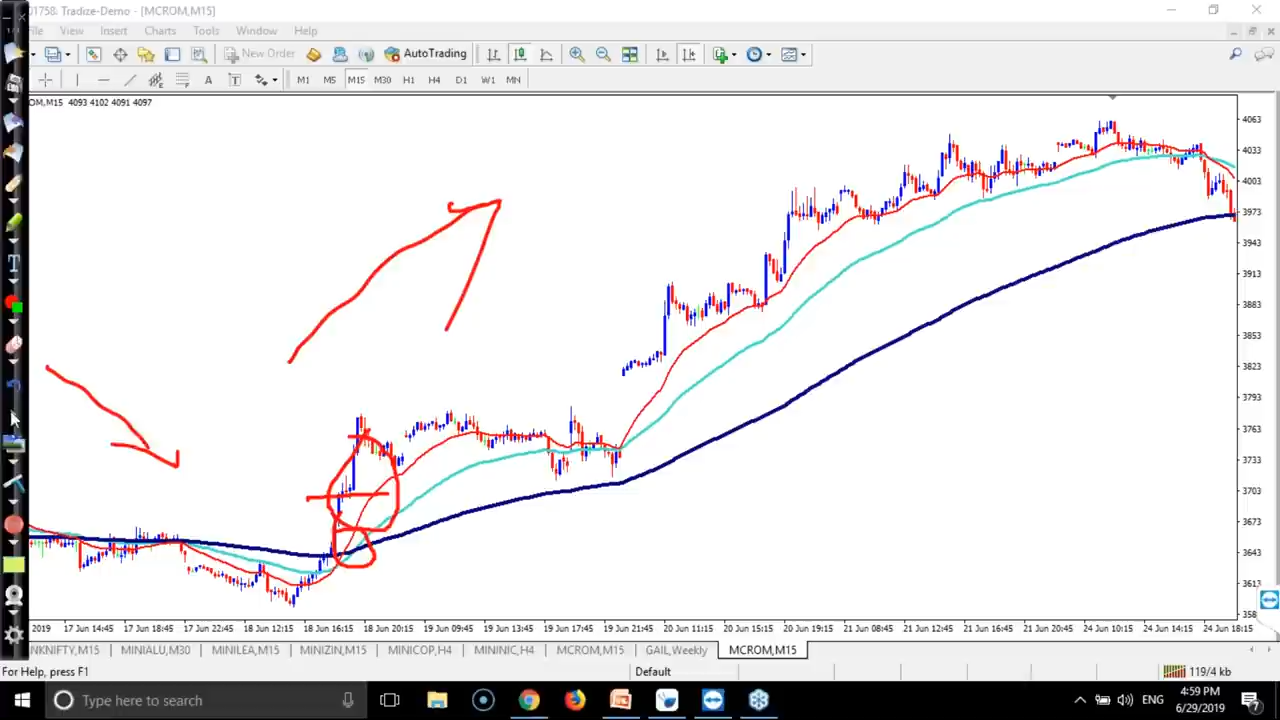 01758: Tradize-Demo - [MCROM,M15]
File View Insert Charts Tools Window Help
New Order AutoTrading
A T M1 M5 M15 M30 H1 H4 D1 W1 MN
OM,M15 4093 4102 4091 4097
4063
4033
4003
3973
3943
3913
3883
3853
3823
3793
3763
3733
3703
3673
3643
3613
358
2019 17 Jun 14:45 17 Jun 18:45 17 Jun 22:45 18 Jun 12:15 18 Jun 16:15 18 Jun 20:15 19 Jun 09:45 19 Jun 13:45 19 Jun 17:45 19 Jun 21:45 20 Jun 11:15 20 Jun 15:15 20 Jun 19:15 21 Jun 08:45 21 Jun 12:45 21 Jun 16:45 21 Jun 20:45 24 Jun 10:15 24 Jun 14:15 24 Jun 18:15
NKNIFTY,M15 MINIALU,M30 MINILEA,M15 MINIZIN,M15 MINICOP,H4 MININIC,H4 MCROM,M15 GAIL,Weekly MCROM,M15
For Help, press F1 Default 119/4 kb
Type here to search ENG 4:59 PM
6/29/2019 7